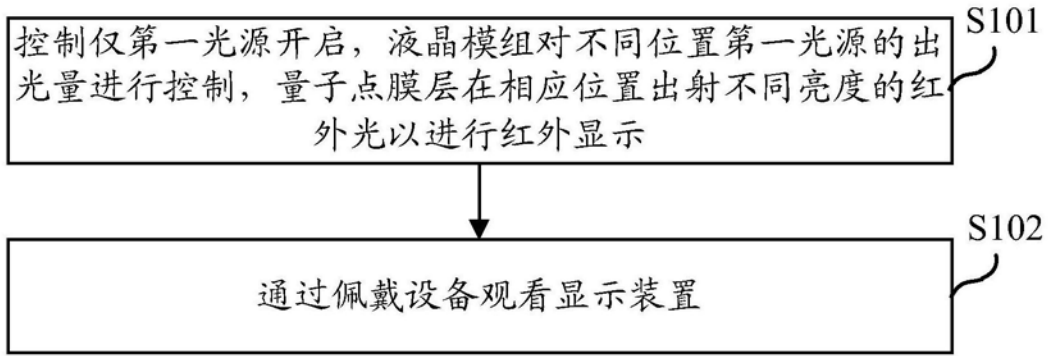 S101
控制仅第一光源开启，液晶模组对不同位置第一光源的出
光量进行控制，量子点膜层在相应位置出射不同亮度的红
外光以进行红外显示
S102
通过佩戴设备观看显示装置